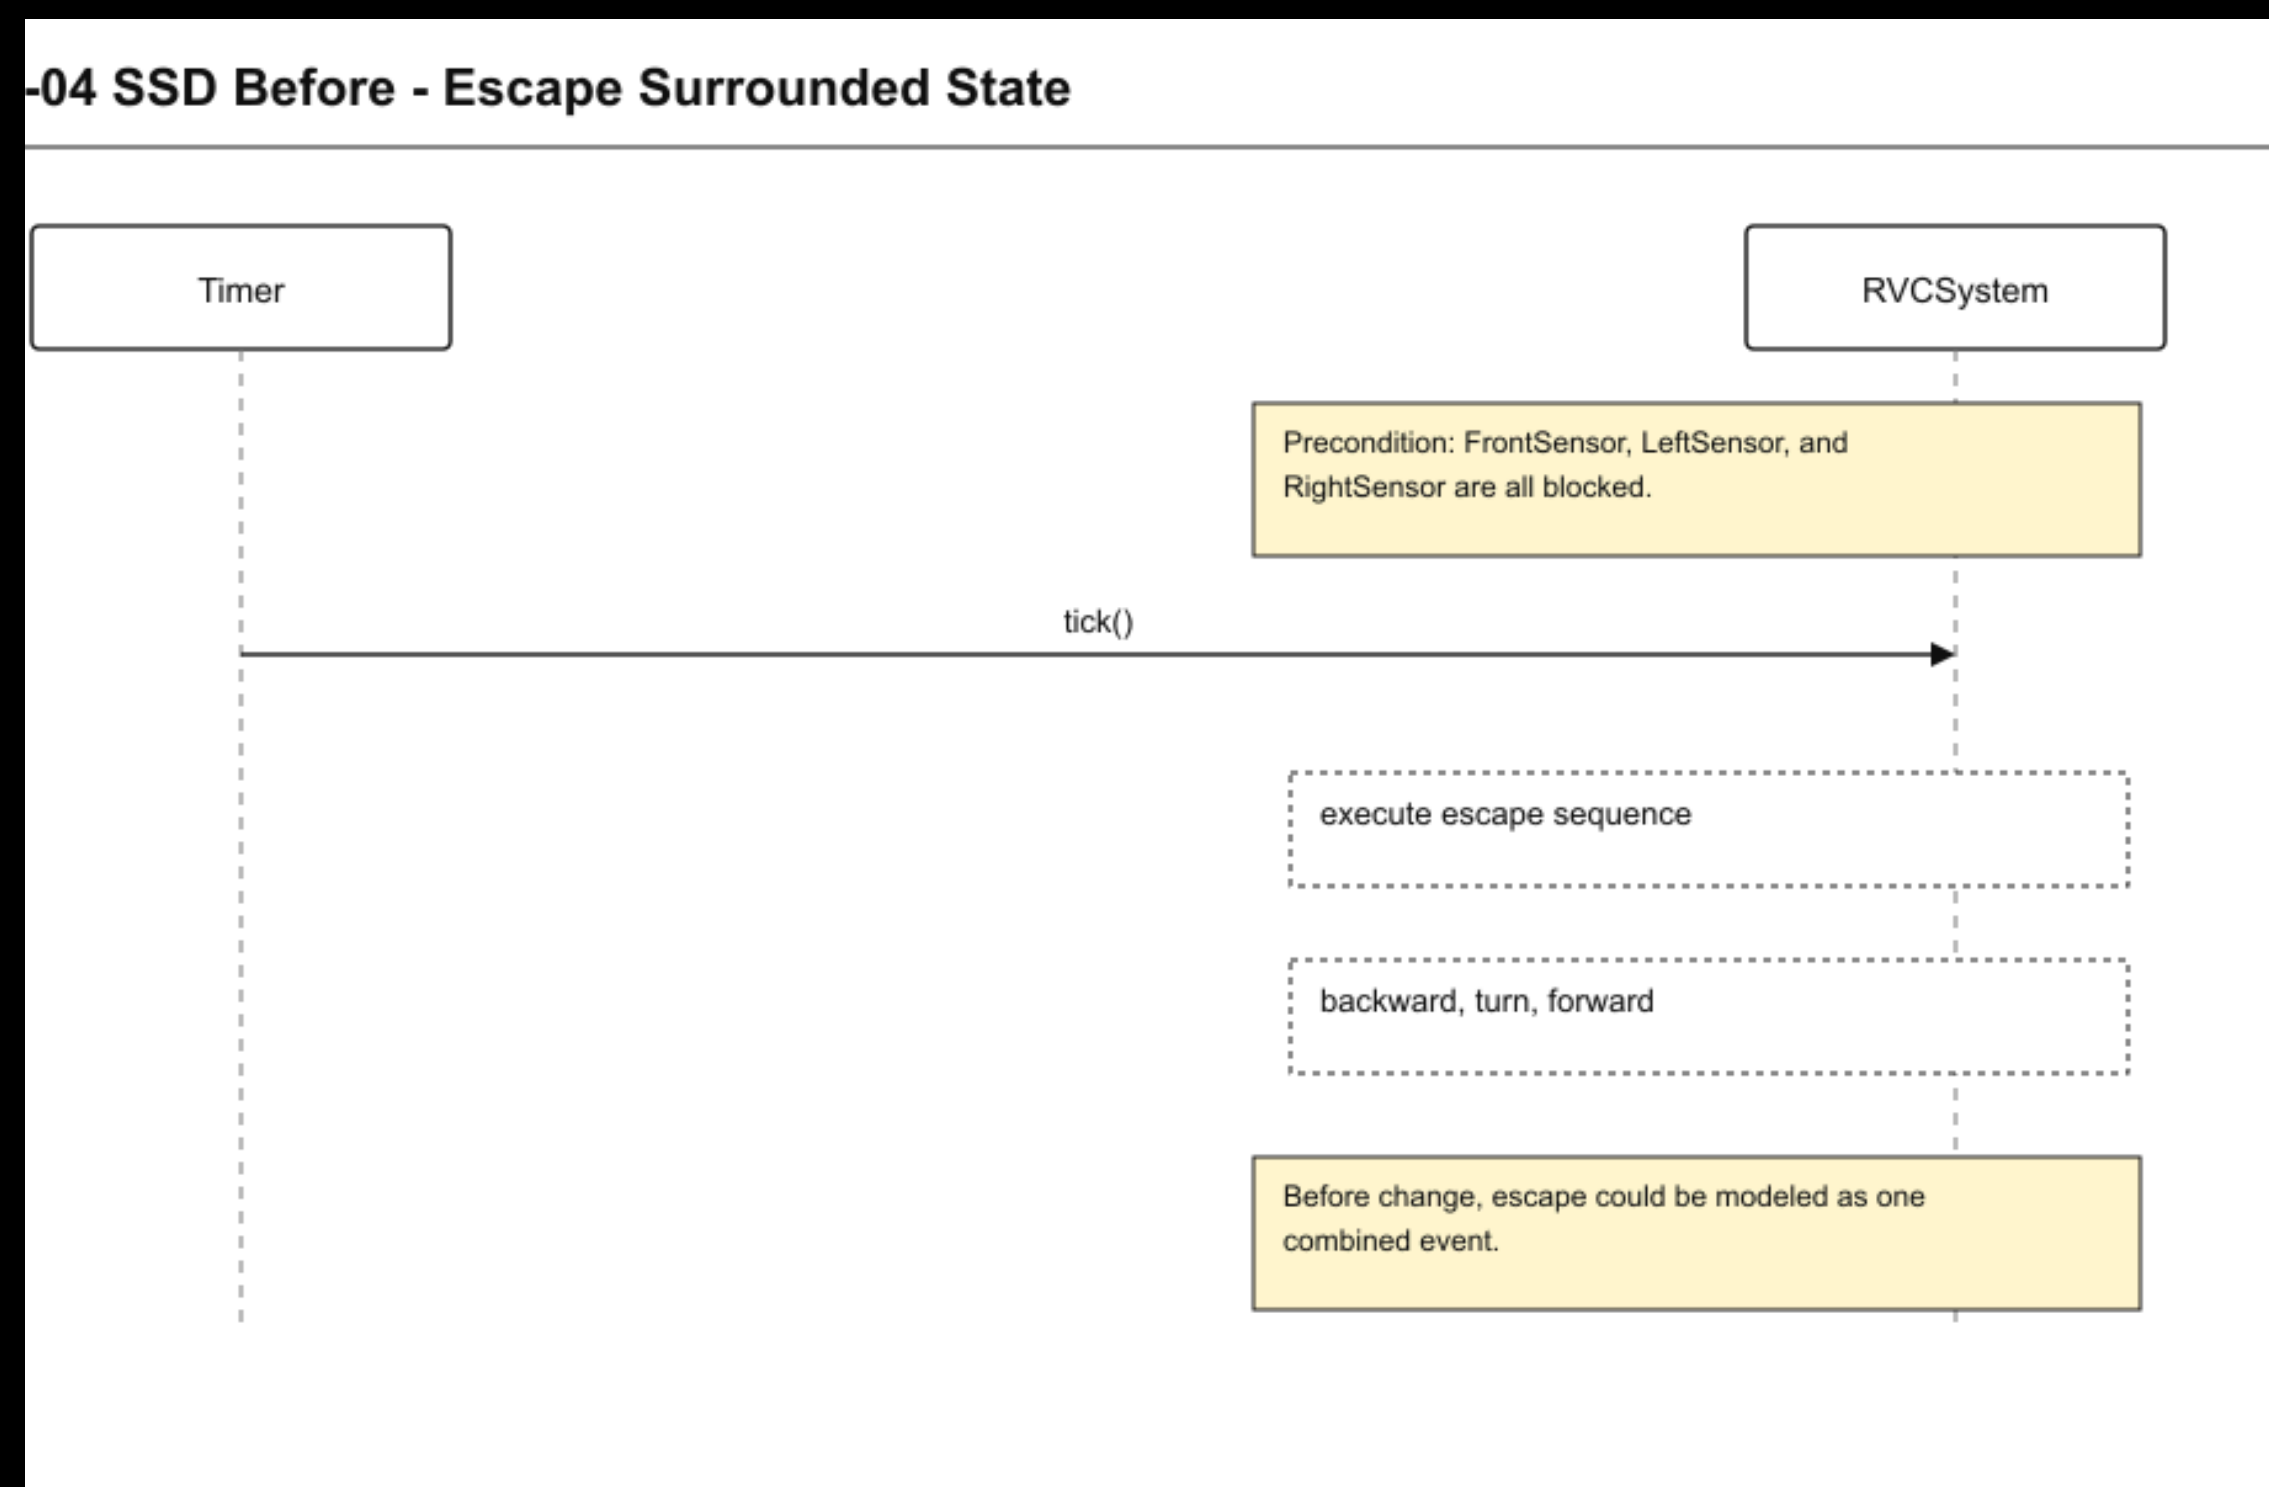 -04 SSD Before - Escape Surrounded State
Timer
RVCSystem
Precondition: FrontSensor, LeftSensor, and
RightSensor are all blocked.
tick()
execute escape sequence
backward, turn, forward
Before change, escape could be modeled as one
combined event.